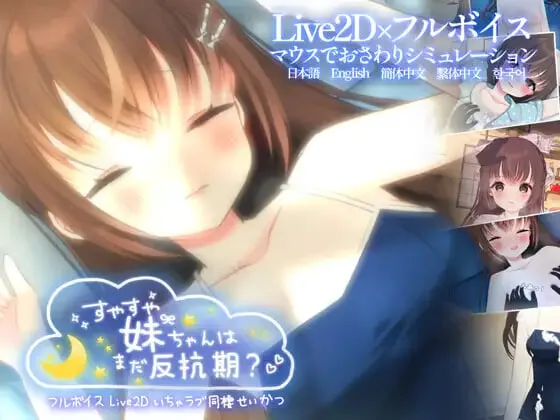 Live2D×フルボイス
マウスでおさわりシミュレーション
日本語 English 簡体中文 繁体中文 한국어
すやすや
妹ちゃんは
まだ反抗期?
フルボイス Live2D いちゃラブ同棲せいかつ